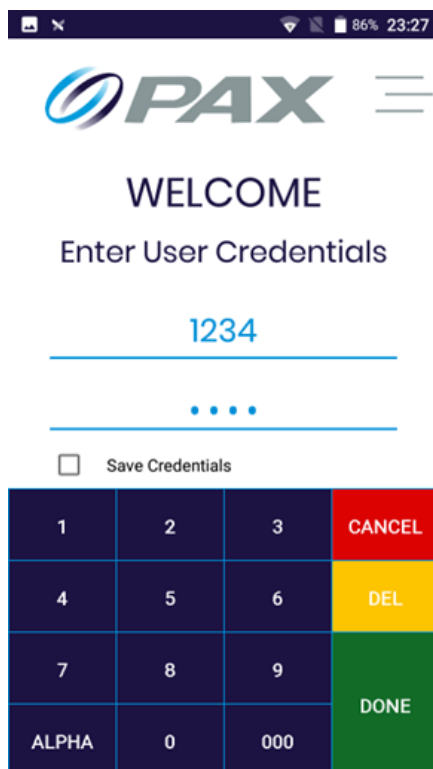 86% 23:27
PAX
WELCOME
Enter User Credentials
1234
••••
Save Credentials
1 2 3 CANCEL
4 5 6 DEL
7 8 9
DONE
ALPHA 0 000